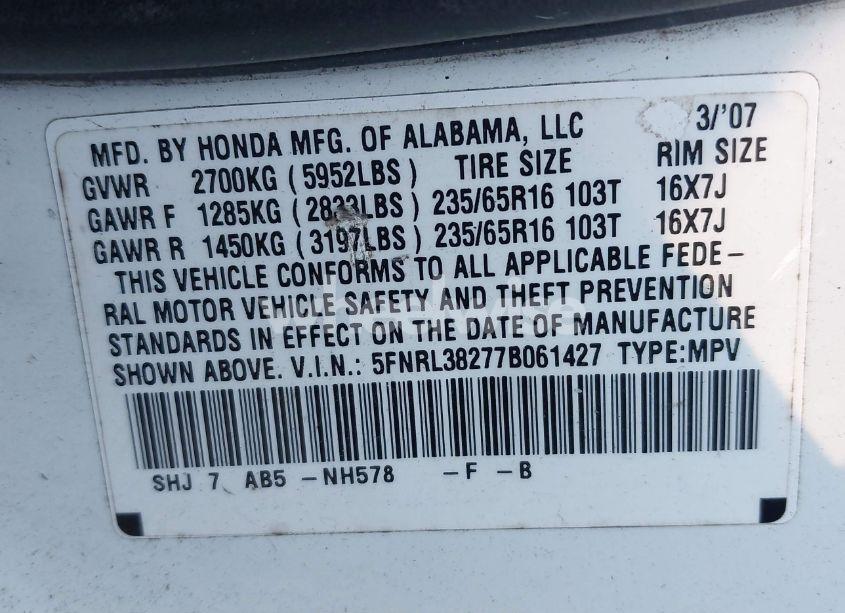 3/'07
MFD. BY HONDA MFG. OF ALABAMA, LLC
GVWR 2700KG (5952LBS) TIRE SIZE RIM SIZE
GAWR F 1285KG (2833LBS) 235/65R16 103T 16X7J
GAWR R 1450KG (3197LBS) 235/65R16 103T 16X7J
THIS VEHICLE CONFORMS TO ALL APPLICABLE FEDE-
RAL MOTOR VEHICLE SAFETY AND THEFT PREVENTION
STANDARDS IN EFFECT ON THE DATE OF MANUFACTURE
SHOWN ABOVE. V.I.N.: 5FNRL38277B061427 TYPE:MPV
SHJ 7 AB5 -NH578 -F -B